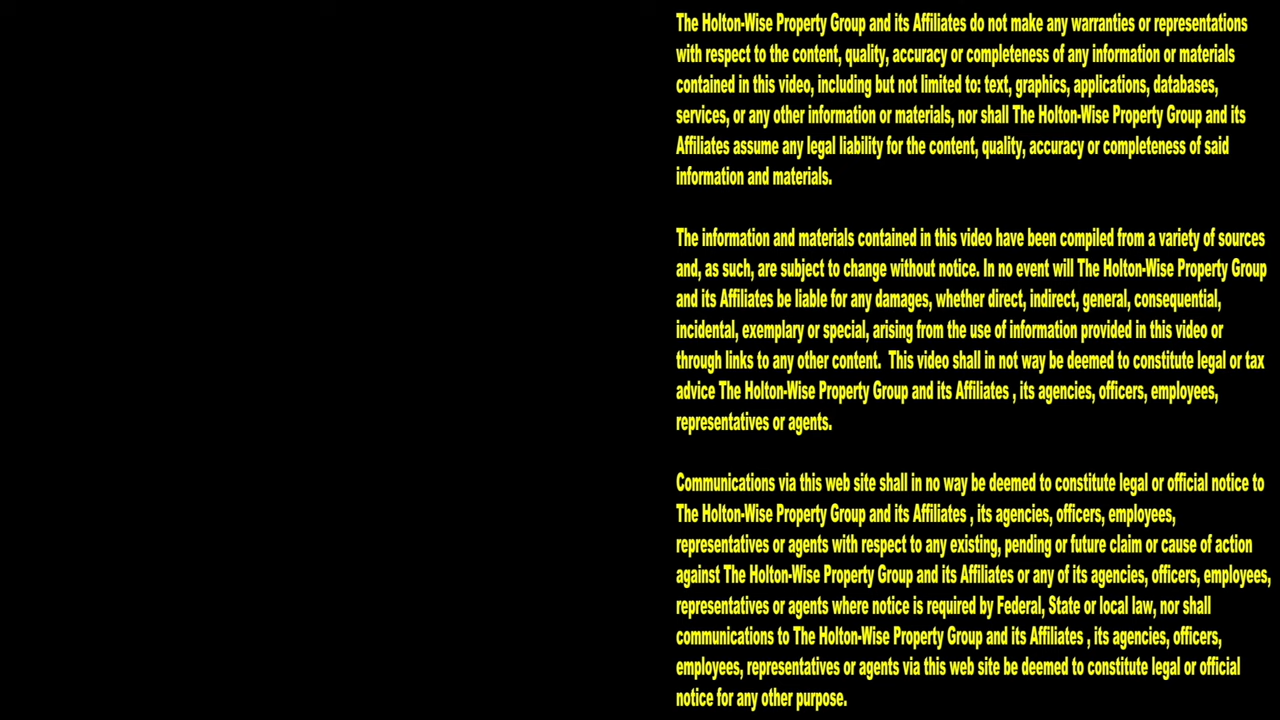 The Holton-Wise Property Group and its Affiliates do not make any warranties or representations
with respect to the content, quality, accuracy or completeness of any information or materials
contained in this video, including but not limited to: text, graphics, applications, databases,
services, or any other information or materials, nor shall The Holton-Wise Property Group and its
Affiliates assume any legal liability for the content, quality, accuracy or completeness of said
information and materials.
The information and materials contained in this video have been compiled from a variety of sources
and, as such, are subject to change without notice. In no event will The Holton-Wise Property Group
and its Affiliates be liable for any damages, whether direct, indirect, general, consequential,
incidental, exemplary or special, arising from the use of information provided in this video or
through links to any other content.  This video shall in not way be deemed to constitute legal or tax
advice The Holton-Wise Property Group and its Affiliates , its agencies, officers, employees,
representatives or agents.
Communications via this web site shall in no way be deemed to constitute legal or official notice to
The Holton-Wise Property Group and its Affiliates , its agencies, officers, employees,
representatives or agents with respect to any existing, pending or future claim or cause of action
against The Holton-Wise Property Group and its Affiliates or any of its agencies, officers, employees,
representatives or agents where notice is required by Federal, State or local law, nor shall
communications to The Holton-Wise Property Group and its Affiliates , its agencies, officers,
employees, representatives or agents via this web site be deemed to constitute legal or official
notice for any other purpose.